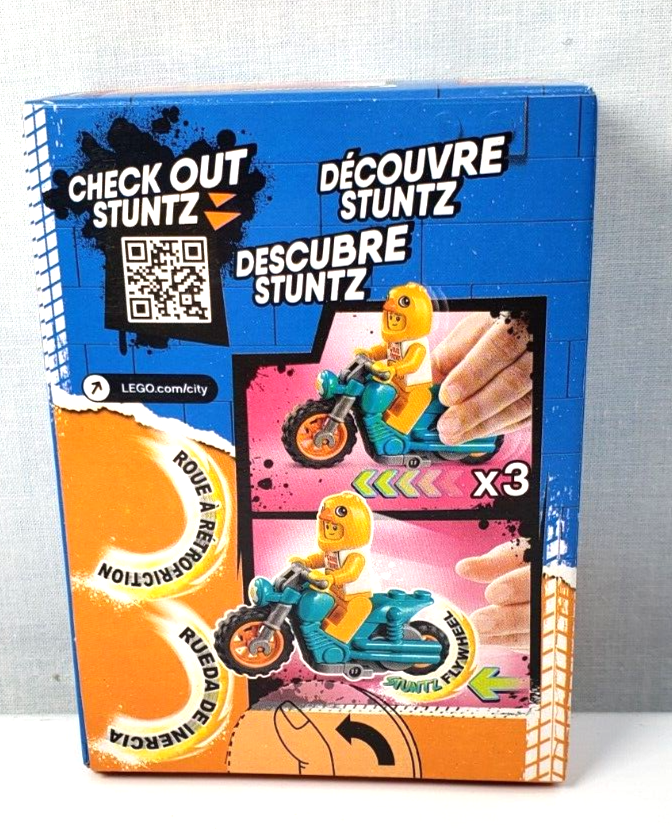 CHECK OUT
STUNTZ
DÉCOUVRE
STUNTZ
DESCUBRE
STUNTZ
LEGO.com/city
x3
ROUE À RÉTROFRICTION
STUNTZ FLYWHEEL
RUEDA DE INERCIA